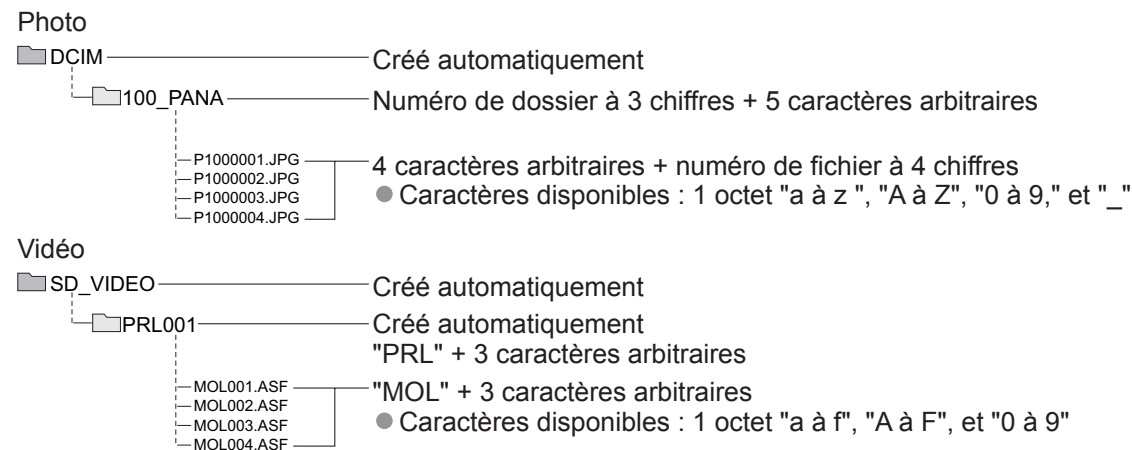 Photo
DCIM Créé automatiquement
100_PANA Numéro de dossier à 3 chiffres + 5 caractères arbitraires
P1000001.JPG 4 caractères arbitraires + numéro de fichier à 4 chiffres
P1000002.JPG ● Caractères disponibles : 1 octet "a à z ", "A à Z", "0 à 9," et "_"
P1000003.JPG
P1000004.JPG
Vidéo
SD_VIDEO Créé automatiquement
PRL001 Créé automatiquement
"PRL" + 3 caractères arbitraires
MOL001.ASF "MOL" + 3 caractères arbitraires
MOL002.ASF ● Caractères disponibles : 1 octet "a à f", "A à F", et "0 à 9"
MOL003.ASF
MOL004.ASF